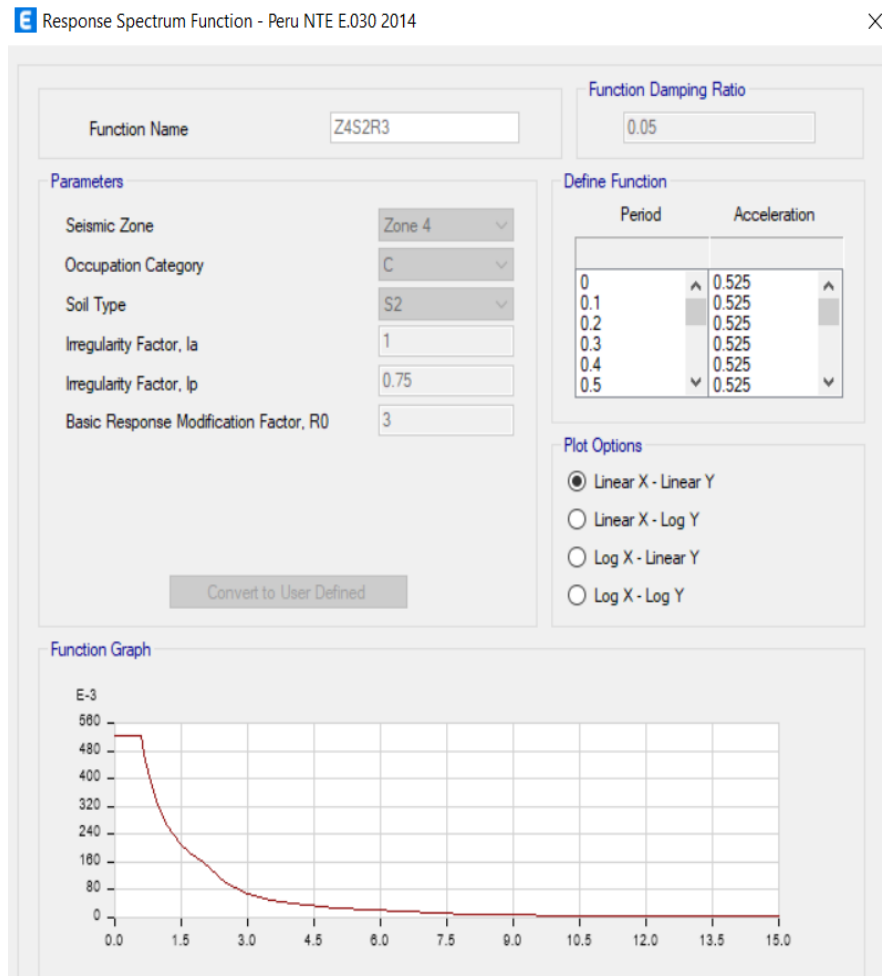 E Response Spectrum Function - Peru NTE E.030 2014
Function Name Z4S2R3
Function Damping Ratio
0.05
Parameters
Seismic Zone Zone 4
Occupation Category C
Soil Type S2
Irregularity Factor, Ia 1
Irregularity Factor, Ip 0.75
Basic Response Modification Factor, R0 3
Convert to User Defined
Define Function
Period Acceleration
0 0.525
0.1 0.525
0.2 0.525
0.3 0.525
0.4 0.525
0.5 0.525
Plot Options
Linear X - Linear Y
Linear X - Log Y
Log X - Linear Y
Log X - Log Y
Function Graph
E-3
560
480
400
320
240
160
80
0
0.0 1.5 3.0 4.5 6.0 7.5 9.0 10.5 12.0 13.5 15.0